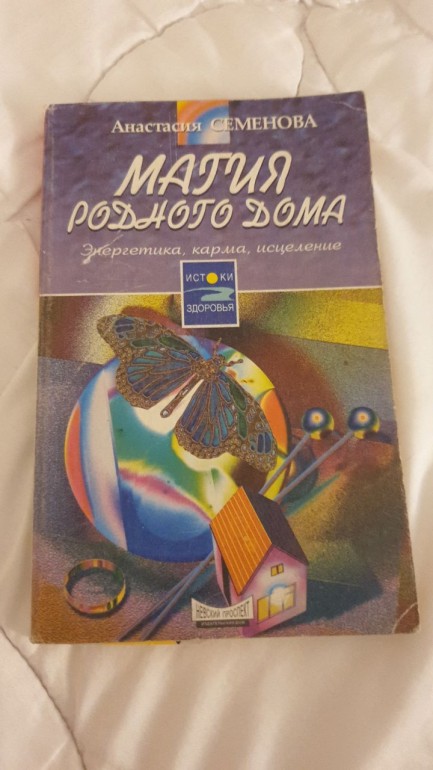 Анастасия СЕМЕНОВА
МАГИЯ
РОДНОГО ДОМА
Энергетика, карма, исцеление
ИСТОКИ
ЗДОРОВЬЯ
НЕВСКИЙ ПРОСПЕКТ